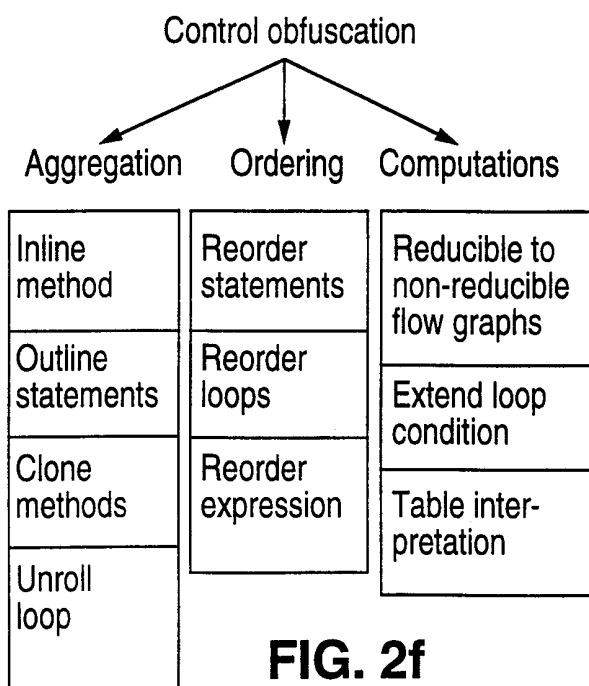 Control obfuscation
Aggregation
Ordering
Computations
Inline
method
Outline
statements
Clone
methods
Unroll
loop
Reorder
statements
Reorder
loops
Reorder
expression
Reducible to
non-reducible
flow graphs
Extend loop
condition
Table inter-
pretation
FIG. 2f